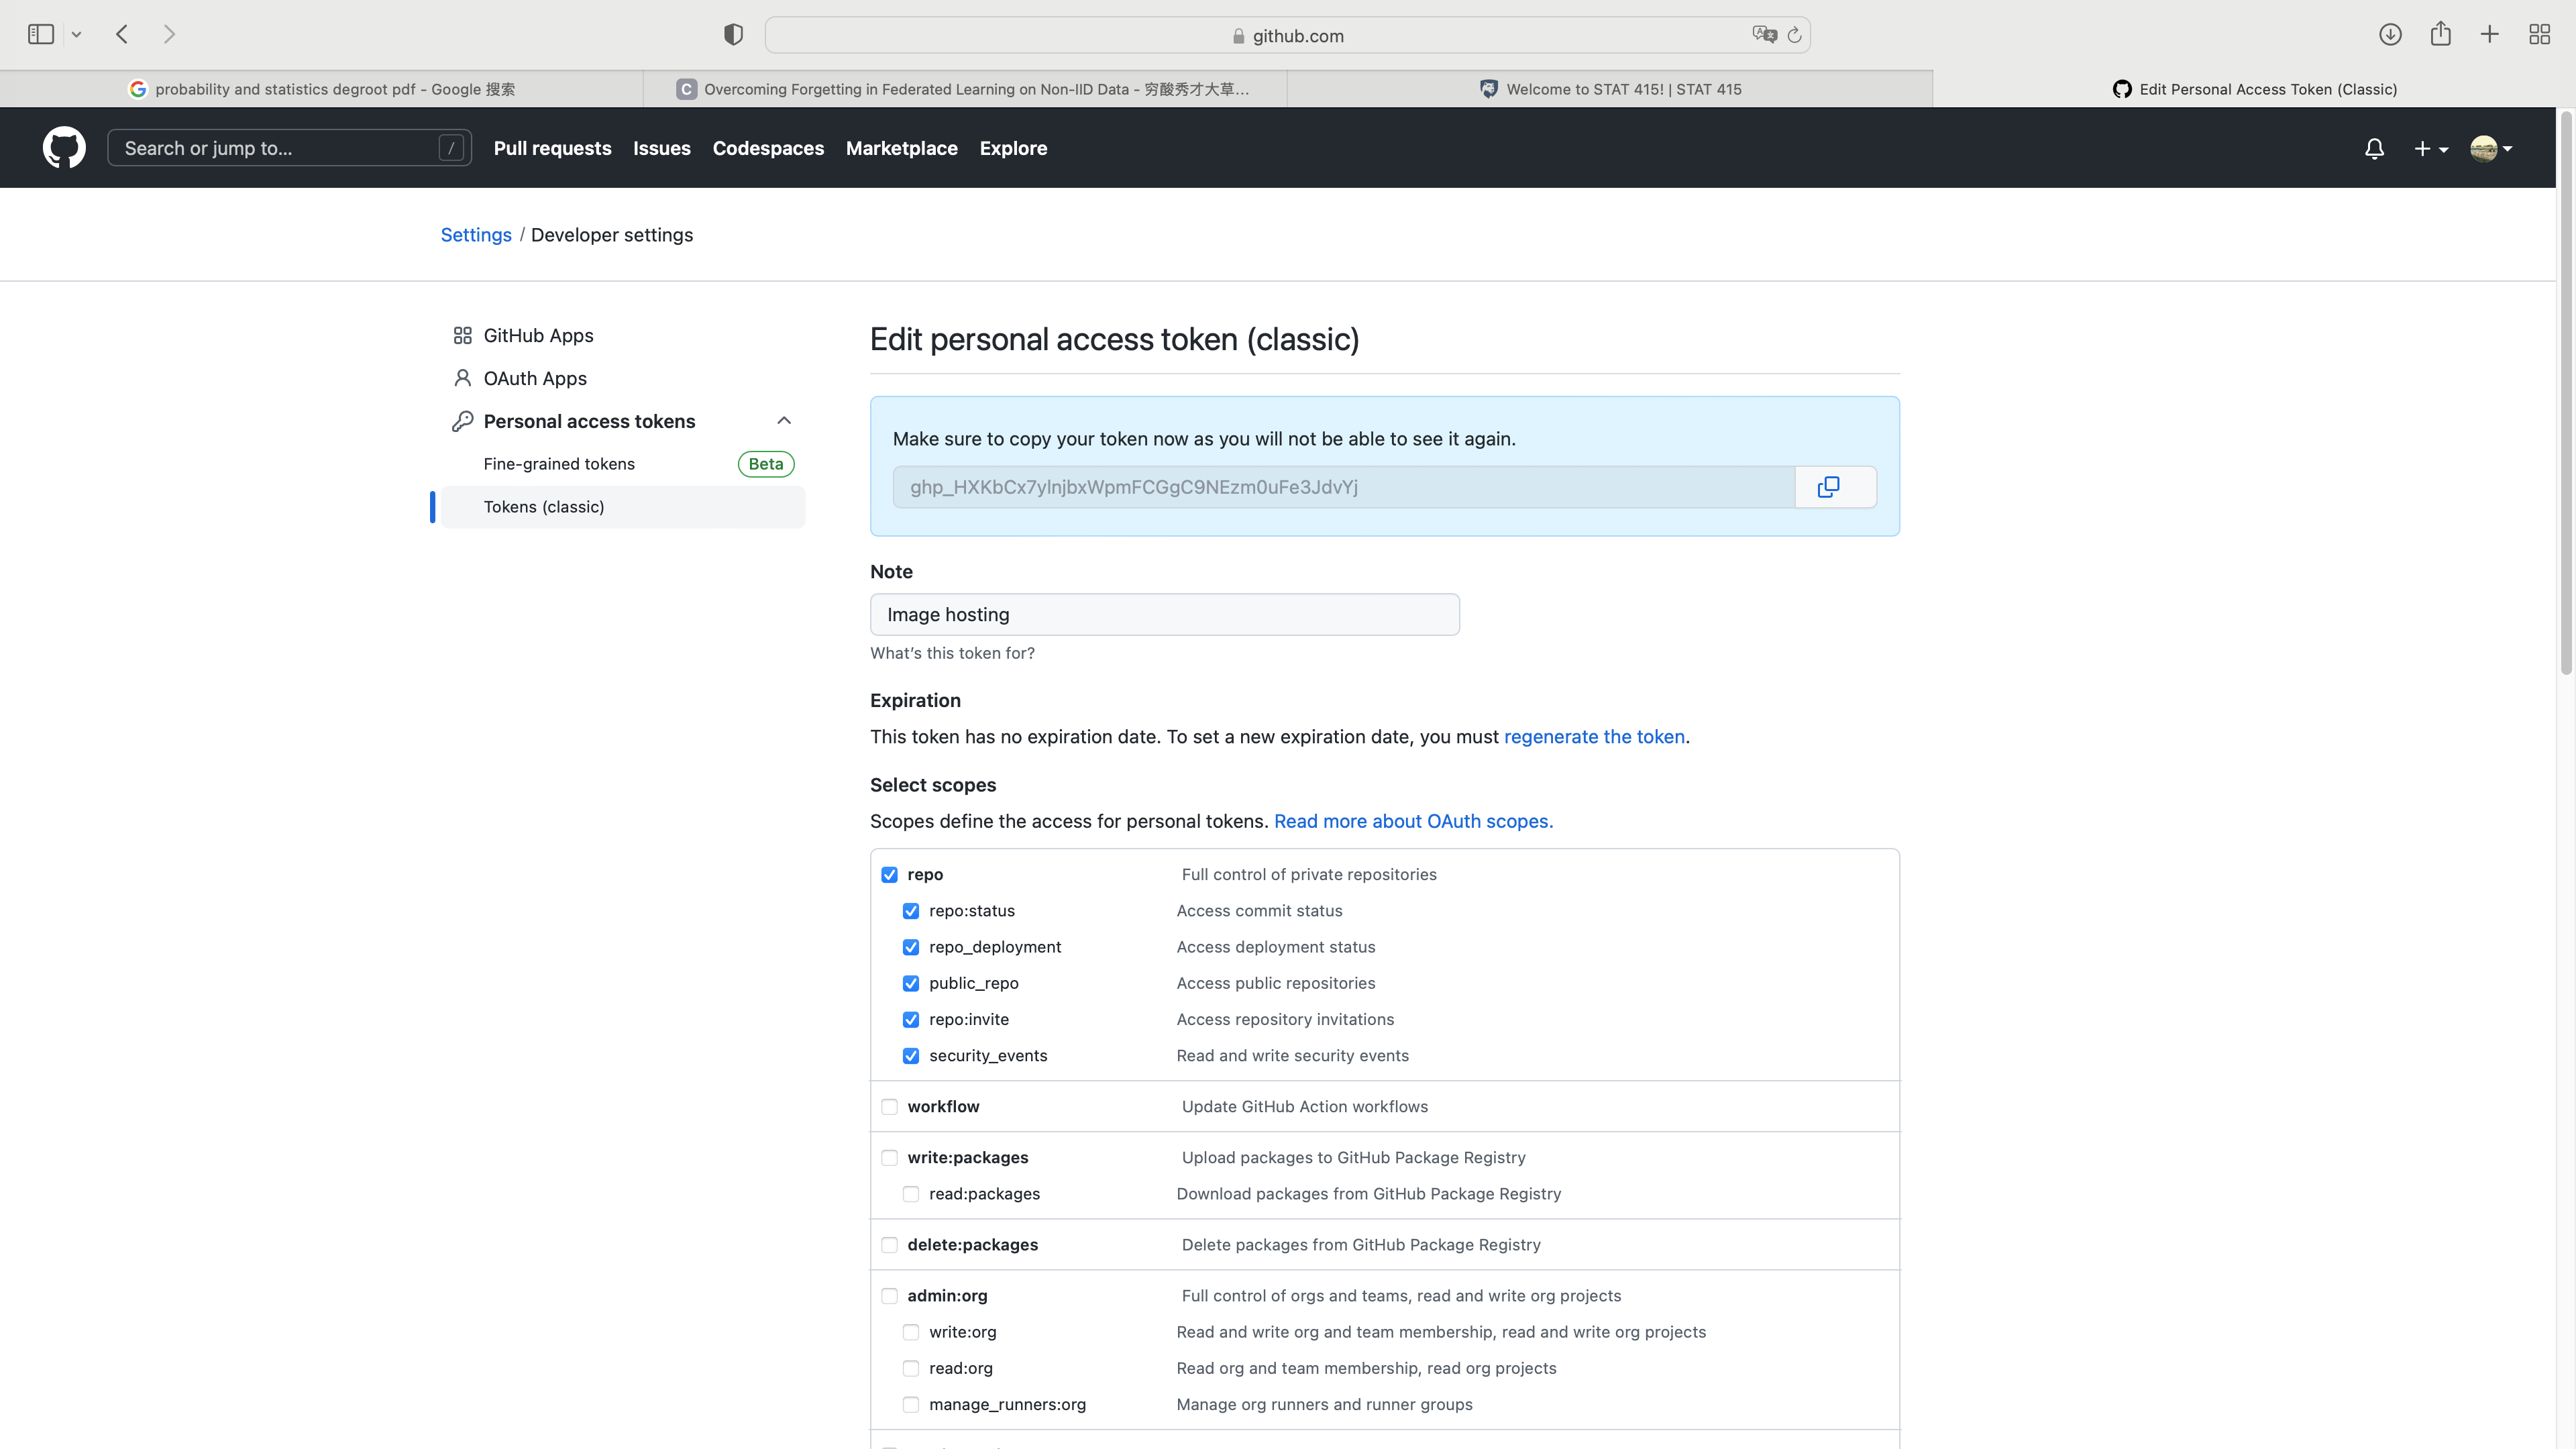 github.com
probability and statistics degroot pdf - Google 搜索
Overcoming Forgetting in Federated Learning on Non-IID Data - 穷酸秀才大草…
Welcome to STAT 415! | STAT 415
Edit Personal Access Token (Classic)
Search or jump to... /
Pull requests
Issues
Codespaces
Marketplace
Explore
Settings / Developer settings
GitHub Apps
OAuth Apps
Personal access tokens
Fine-grained tokens Beta
Tokens (classic)
Edit personal access token (classic)
Make sure to copy your token now as you will not be able to see it again.
Note
Image hosting
What's this token for?
Expiration
This token has no expiration date. To set a new expiration date, you must regenerate the token.
Select scopes
Scopes define the access for personal tokens. Read more about OAuth scopes.
repo Full control of private repositories
repo:status Access commit status
repo_deployment Access deployment status
public_repo Access public repositories
repo:invite Access repository invitations
security_events Read and write security events
workflow Update GitHub Action workflows
write:packages Upload packages to GitHub Package Registry
read:packages Download packages from GitHub Package Registry
delete:packages Delete packages from GitHub Package Registry
admin:org Full control of orgs and teams, read and write org projects
write:org Read and write org and team membership, read and write org projects
read:org Read org and team membership, read org projects
manage_runners:org Manage org runners and runner groups